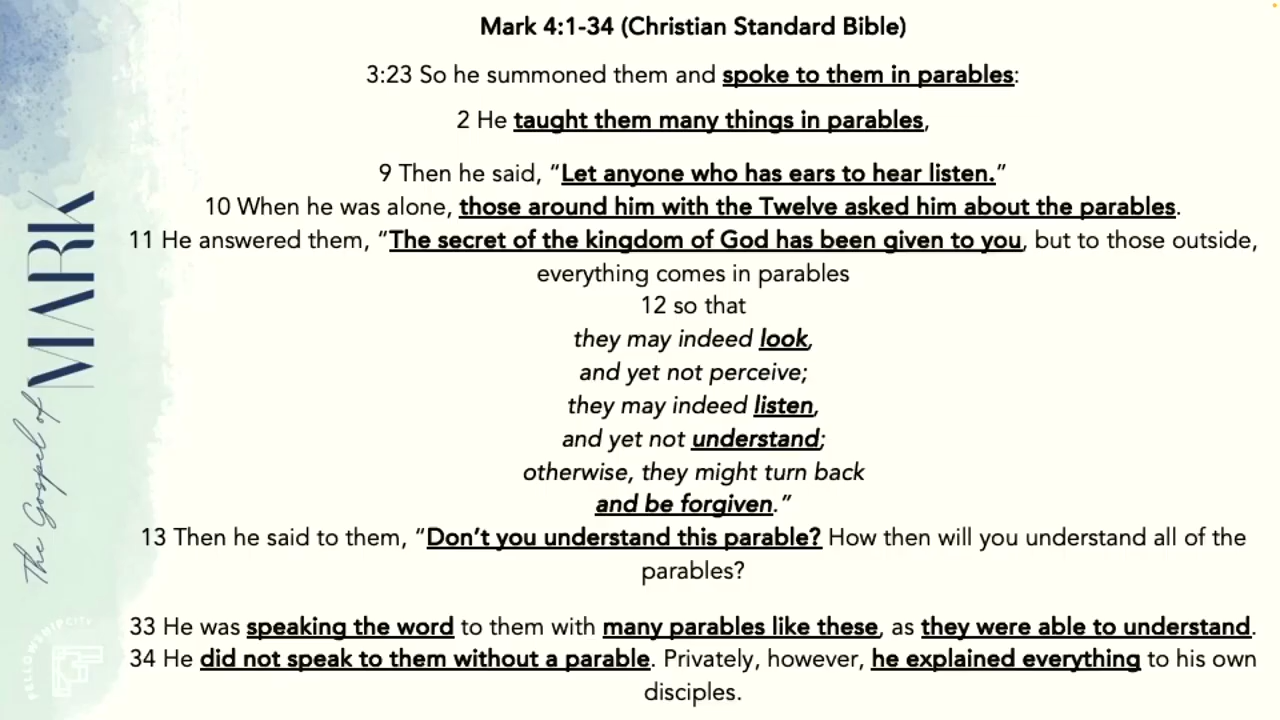 Mark 4:1-34 (Christian Standard Bible)
3:23 So he summoned them and spoke to them in parables:
2 He taught them many things in parables,
9 Then he said, “Let anyone who has ears to hear listen.”
10 When he was alone, those around him with the Twelve asked him about the parables.
11 He answered them, “The secret of the kingdom of God has been given to you, but to those outside,
everything comes in parables
12 so that
they may indeed look,
and yet not perceive;
they may indeed listen,
and yet not understand;
otherwise, they might turn back
and be forgiven.”
13 Then he said to them, “Don’t you understand this parable? How then will you understand all of the
parables?
33 He was speaking the word to them with many parables like these, as they were able to understand.
34 He did not speak to them without a parable. Privately, however, he explained everything to his own
disciples.
The Gospel of
MARK
FELLOWSHIP CITY